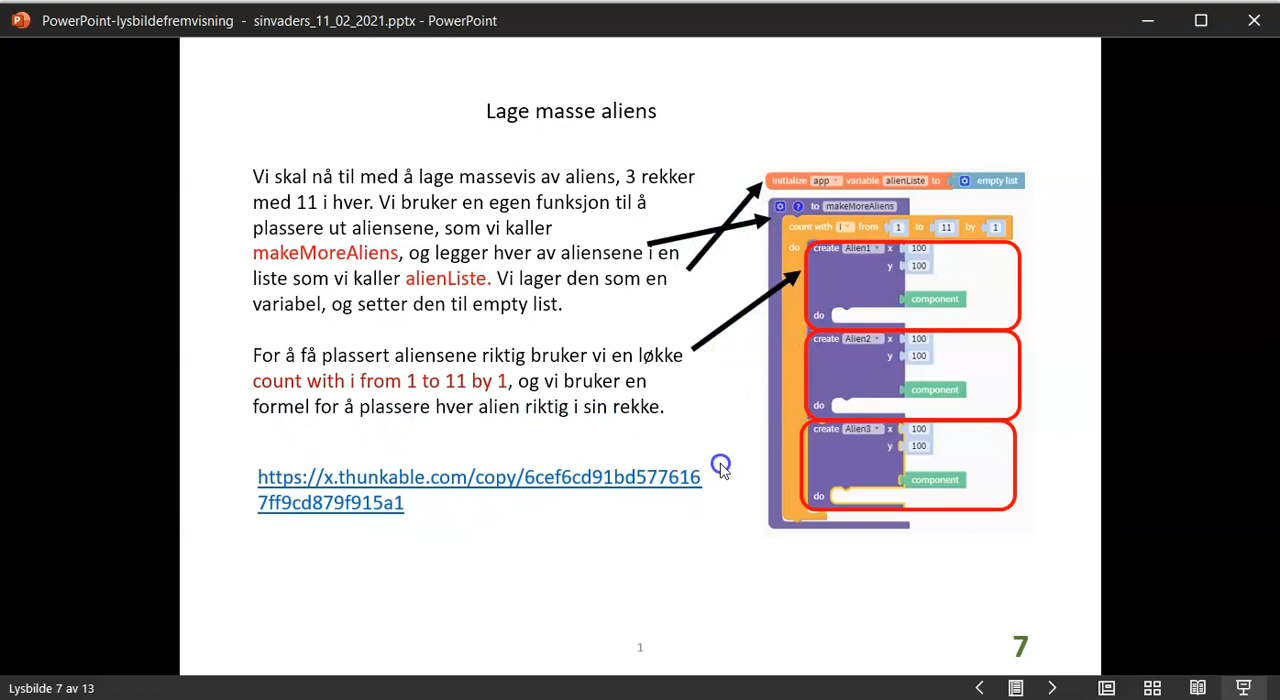 PowerPoint-lysbildefremvisning - sinvaders_11_02_2021.pptx - PowerPoint
Lage masse aliens
Vi skal nå til med å lage massevis av aliens, 3 rekker
med 11 i hver. Vi bruker en egen funksjon til å
plassere ut aliensene, som vi kaller
makeMoreAliens, og legger hver av aliensene i en
liste som vi kaller alienListe. Vi lager den som en
variabel, og setter den til empty list.
For å få plassert aliensene riktig bruker vi en løkke
count with i from 1 to 11 by 1, og vi bruker en
formel for å plassere hver alien riktig i sin rekke.
https://x.thunkable.com/copy/6cef6cd91bd577616
7ff9cd879f915a1
initialize app variable alienListe to empty list
? to makeMoreAliens
count with i from 1 to 11 by 1
do create Alien1 x 100
y 100
component
do
create Alien2 x 100
y 100
component
do
create Alien3 x 100
y 100
component
do
1
7
Lysbilde 7 av 13